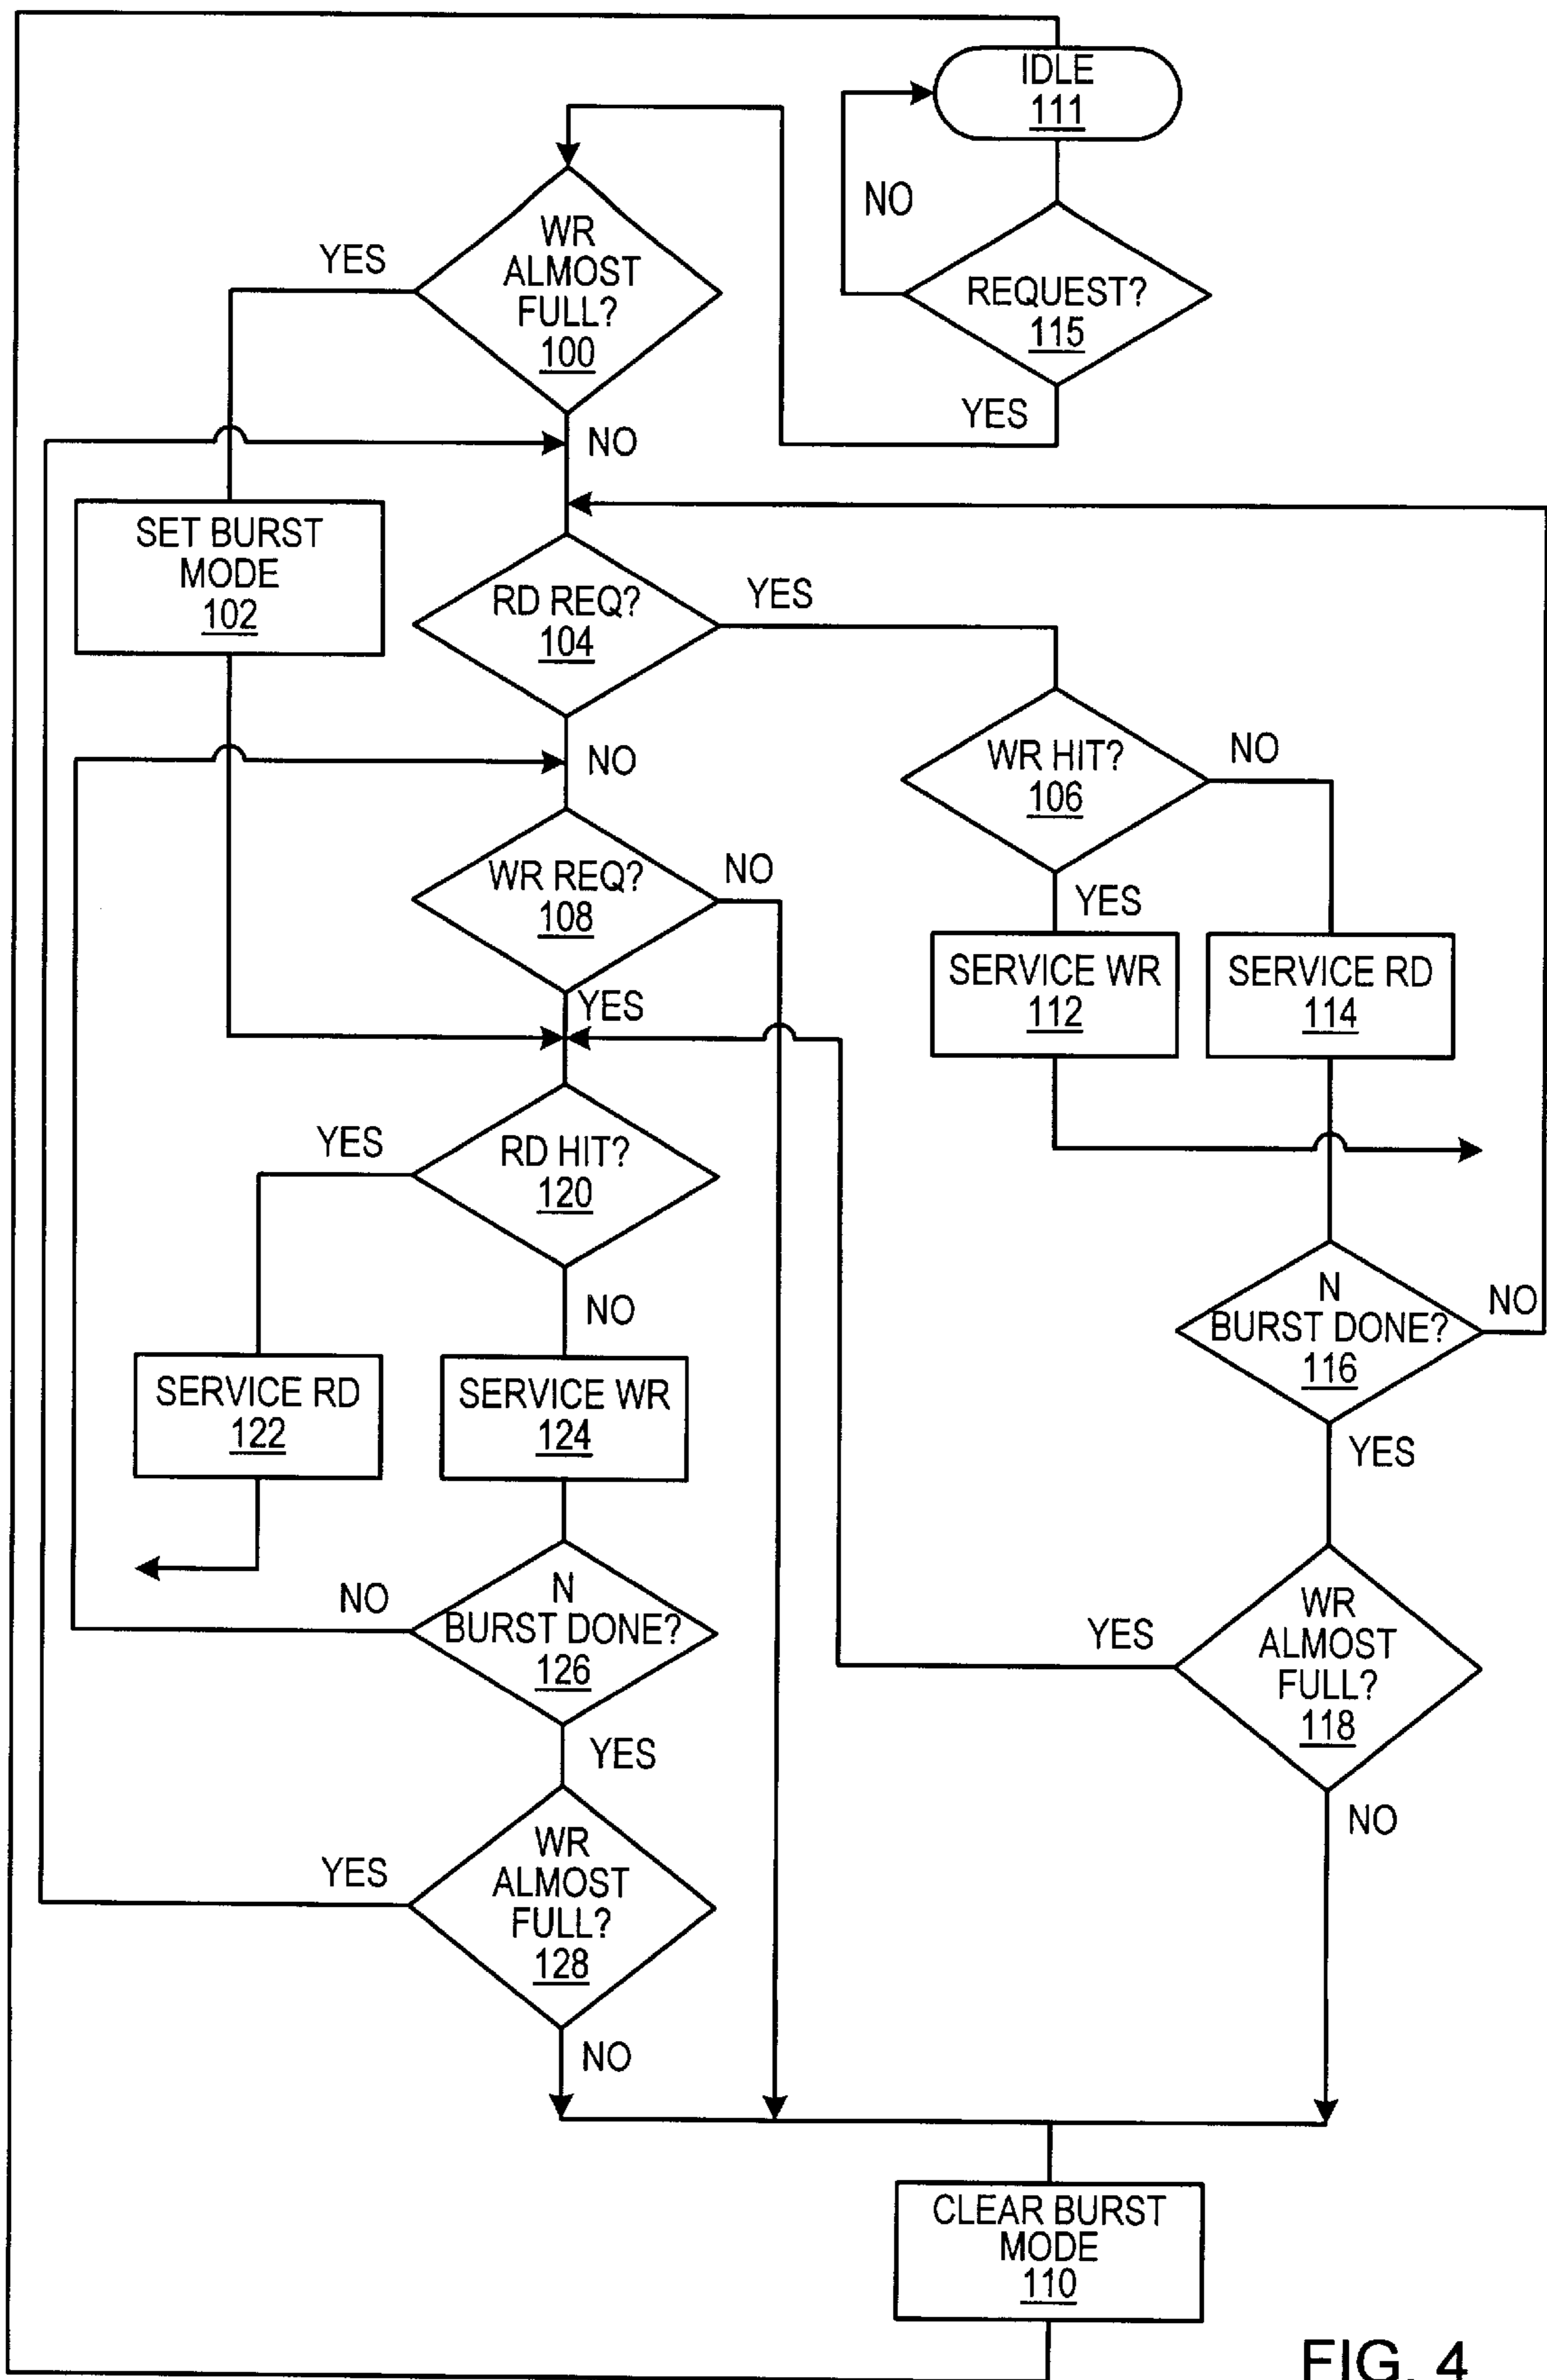 IDLE
111
NO
WR
ALMOST
FULL?
100
YES
REQUEST?
115
YES
NO
SET BURST
MODE
102
RD REQ?
104
YES
NO
WR HIT?
106
NO
WR REQ?
108
NO
YES
YES
SERVICE WR
112
SERVICE RD
114
YES
RD HIT?
120
NO
N
BURST DONE?
116
NO
SERVICE RD
122
SERVICE WR
124
YES
NO
N
BURST DONE?
126
YES
WR
ALMOST
FULL?
118
YES
NO
YES
WR
ALMOST
FULL?
128
NO
CLEAR BURST
MODE
110
FIG. 4